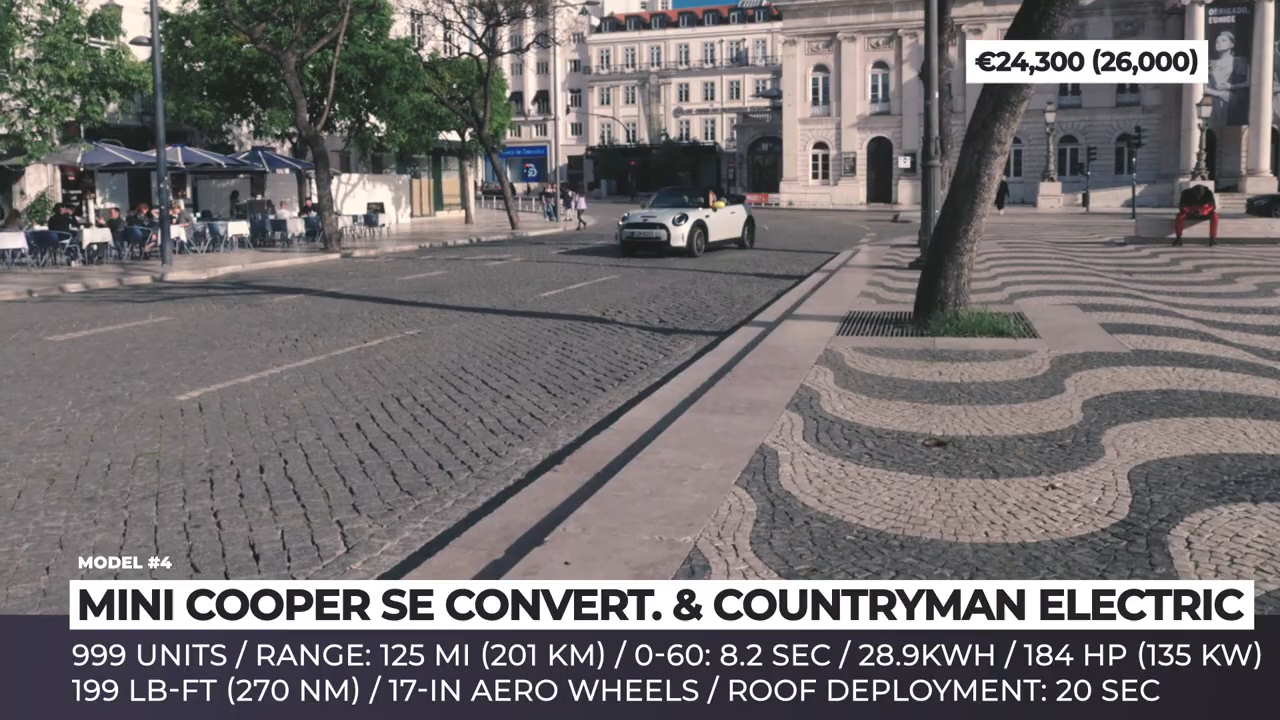 OBRIGADO,
EUNICE
€24,300 (26,000)
MODEL #4
MINI COOPER SE CONVERT. & COUNTRYMAN ELECTRIC
999 UNITS / RANGE: 125 MI (201 KM) / 0-60: 8.2 SEC / 28.9KWH / 184 HP (135 KW)
199 LB-FT (270 NM) / 17-IN AERO WHEELS / ROOF DEPLOYMENT: 20 SEC